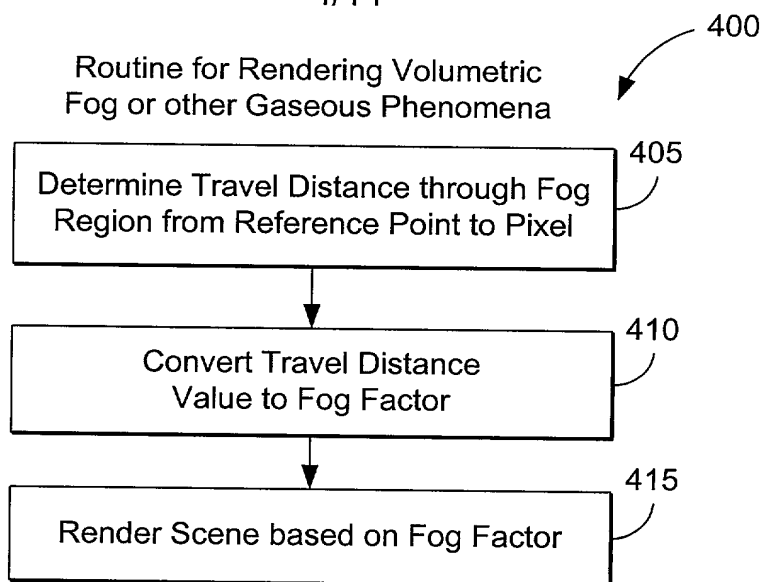 400
Routine for Rendering Volumetric
Fog or other Gaseous Phenomena
405
Determine Travel Distance through Fog
Region from Reference Point to Pixel
410
Convert Travel Distance
Value to Fog Factor
415
Render Scene based on Fog Factor